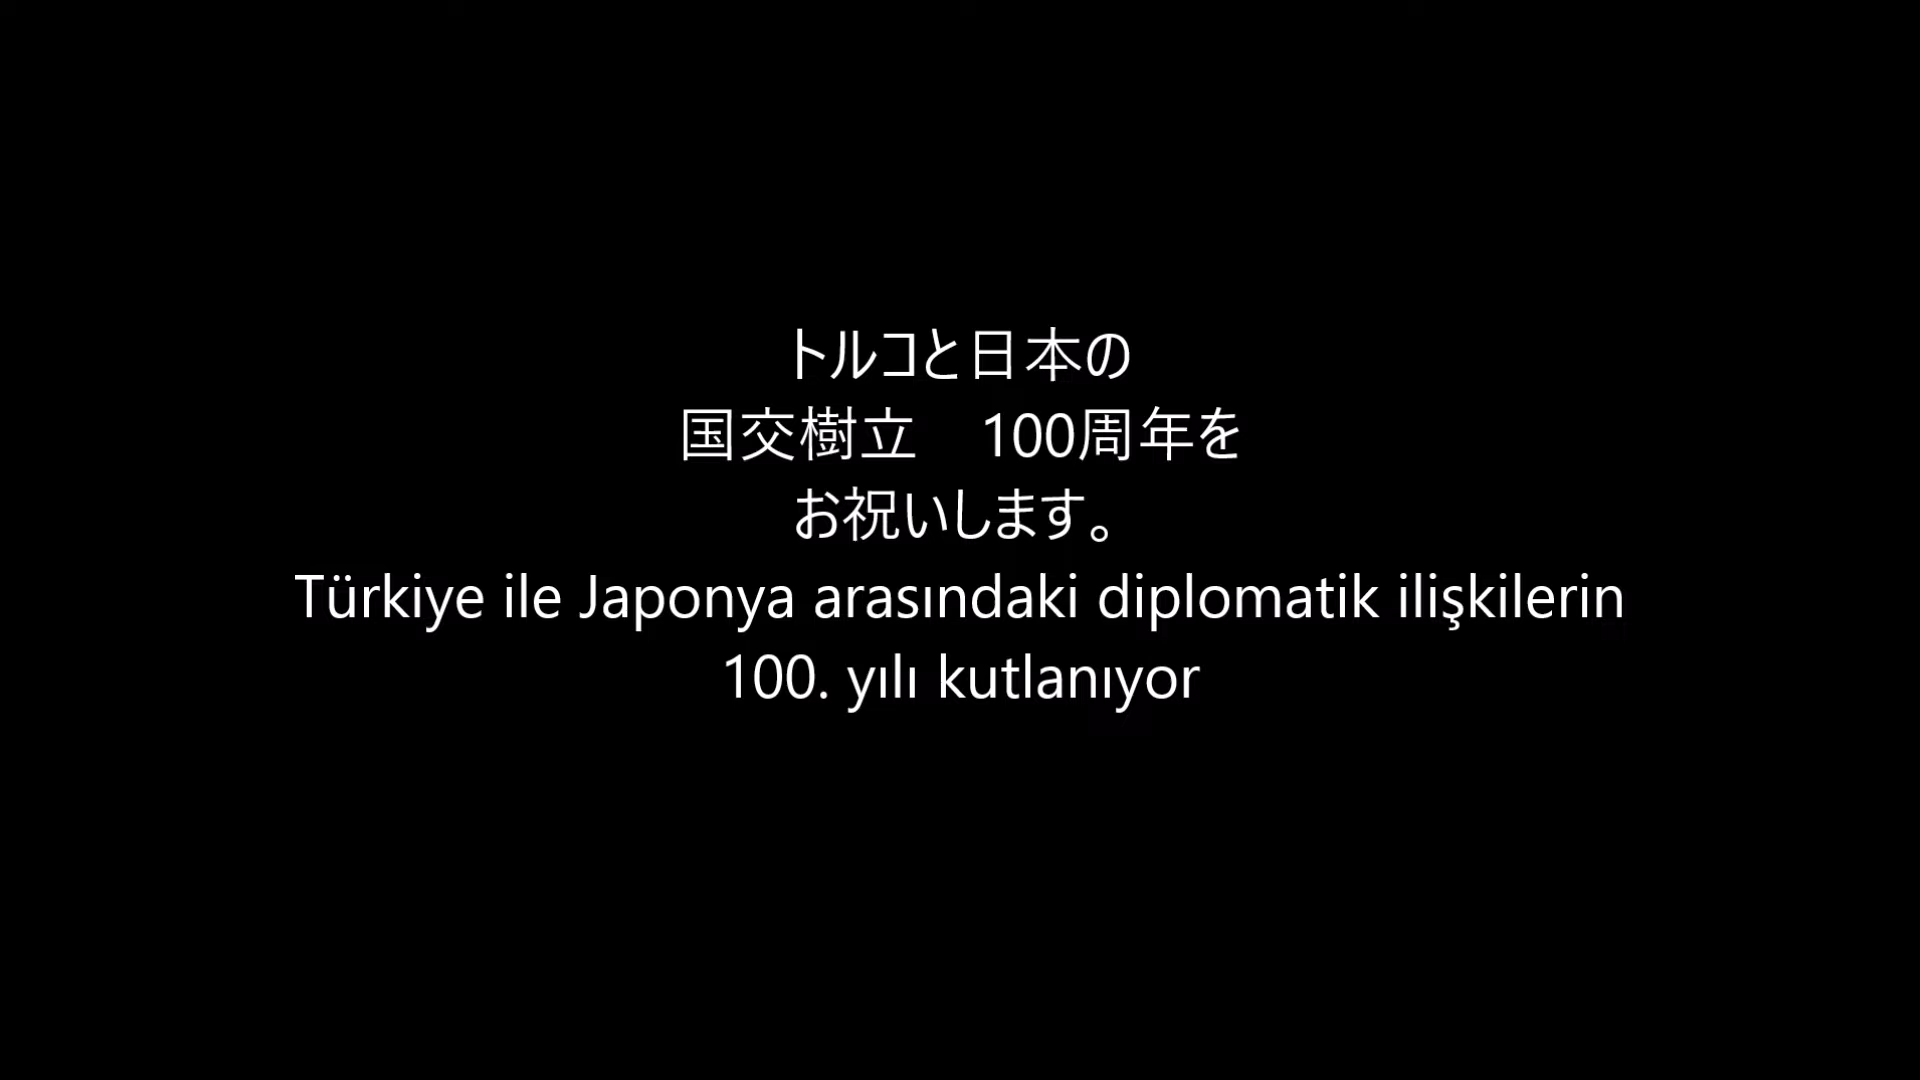 トルコと日本の
国交樹立　100周年を
お祝いします。
Türkiye ile Japonya arasındaki diplomatik ilişkilerin
100. yılı kutlanıyor